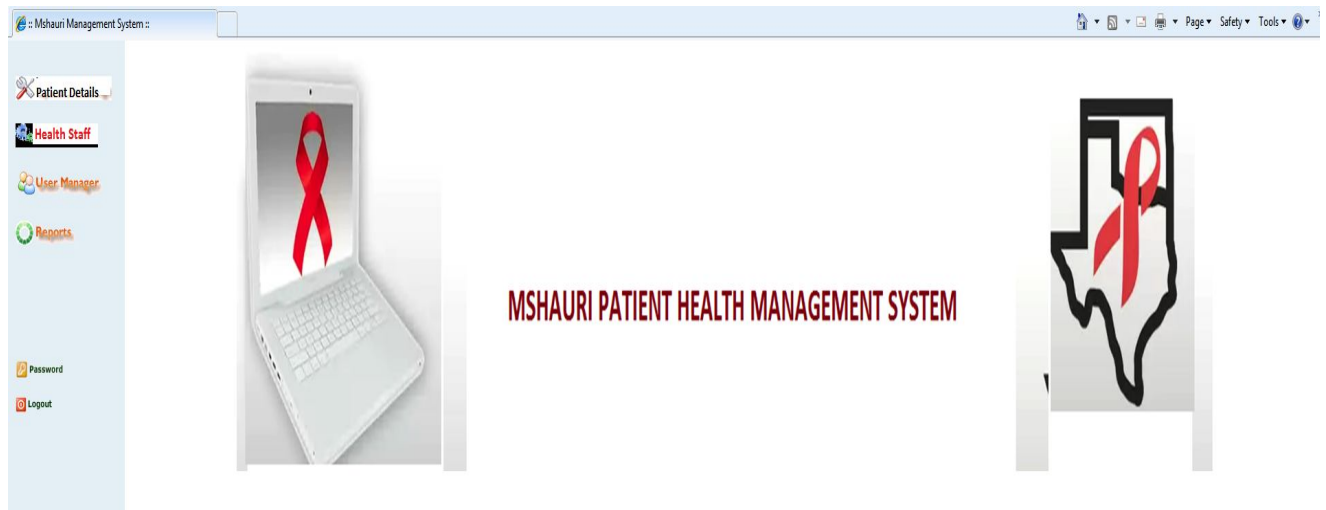 :: Mshauri Management System ::
Page Safety Tools
Patient Details
Health Staff
User Manager
Reports
MSHAURI PATIENT HEALTH MANAGEMENT SYSTEM
Password
Logout